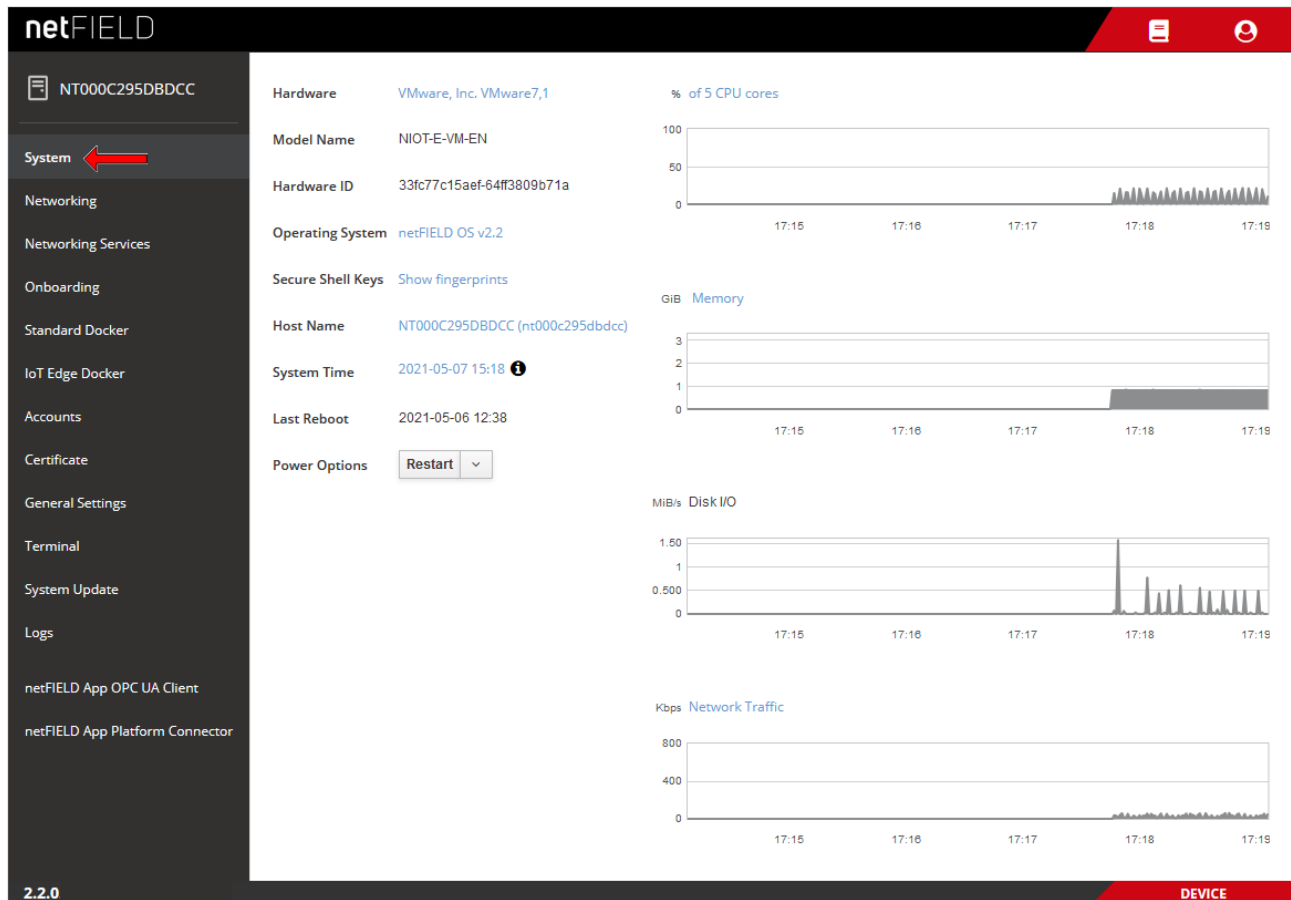 netFIELD
NT000C295DBDCC
System
Networking
Networking Services
Onboarding
Standard Docker
IoT Edge Docker
Accounts
Certificate
General Settings
Terminal
System Update
Logs
netFIELD App OPC UA Client
netFIELD App Platform Connector
2.2.0
Hardware VMware, Inc. VMware7,1
Model Name NIOT-E-VM-EN
Hardware ID 33fc77c15aef-64ff3809b71a
Operating System netFIELD OS v2.2
Secure Shell Keys Show fingerprints
Host Name NT000C295DBDCC (nt000c295dbdcc)
System Time 2021-05-07 15:18
Last Reboot 2021-05-06 12:38
Power Options Restart
% of 5 CPU cores
100
50
0
17:15 17:16 17:17 17:18 17:19
GiB Memory
3
2
1
0
17:15 17:16 17:17 17:18 17:19
MiB/s Disk I/O
1.50
1
0.500
0
17:15 17:16 17:17 17:18 17:19
Kbps Network Traffic
800
400
0
17:15 17:16 17:17 17:18 17:19
DEVICE